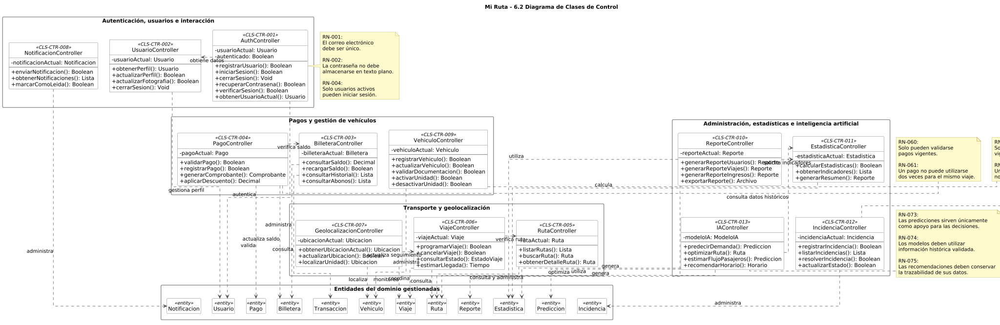 Mi Ruta - 6.2 Diagrama de Clases de Control
Autenticación, usuarios e interacción
«CLS-CTR-008»
NotificacionController
-notificacionActual: Notificacion
+enviarNotificacion(): Boolean
+obtenerNotificaciones(): Lista
+marcarComoLeida(): Boolean
«CLS-CTR-002»
UsuarioController
-usuarioActual: Usuario
+obtenerPerfil(): Usuario
+actualizarPerfil(): Boolean
+actualizarFotografia(): Boolean
+cerrarSesion(): Void
obtiene datos
«CLS-CTR-001»
AuthController
-usuarioActual: Usuario
-autenticado: Boolean
+registrarUsuario(): Boolean
+iniciarSesion(): Boolean
+cerrarSesion(): Void
+recuperarContrasena(): Boolean
+verificarSesion(): Boolean
+obtenerUsuarioActual(): Usuario
RN-001:
El correo electrónico
debe ser único.
RN-002:
La contraseña no debe
almacenarse en texto plano.
RN-004:
Solo usuarios activos
pueden iniciar sesión.
Pagos y gestión de vehículos
«CLS-CTR-004»
PagoController
-pagoActual: Pago
+validarPago(): Boolean
+registrarPago(): Boolean
+generarComprobante(): Comprobante
+aplicarDescuento(): Decimal
verifica saldo
«CLS-CTR-003»
BilleteraController
-billeteraActual: Billetera
+consultarSaldo(): Decimal
+recargarSaldo(): Boolean
+consultarHistorial(): Lista
+consultarAbonos(): Lista
«CLS-CTR-009»
VehiculoController
-vehiculoActual: Vehiculo
+registrarVehiculo(): Boolean
+actualizarVehiculo(): Boolean
+validarDocumentacion(): Boolean
+activarUnidad(): Boolean
+desactivarUnidad(): Boolean
Administración, estadísticas e inteligencia artificial
«CLS-CTR-010»
ReporteController
-reporteActual: Reporte
+generarReporteUsuarios(): Reporte
+generarReporteViajes(): Reporte
+generarReporteIngresos(): Reporte
+exportarReporte(): Archivo
solicita indicadores
«CLS-CTR-011»
EstadisticaController
-estadisticaActual: Estadistica
+calcularEstadisticas(): Boolean
+obtenerIndicadores(): Lista
+generarResumen(): Reporte
RN-060:
Solo pueden validarse
pagos vigentes.
RN-061:
Un pago no puede utilizarse
dos veces para el mismo viaje.
RN
So
vig
RN
Un
no
utiliza
calcula
gestiona perfil
autentica
consulta datos históricos
Transporte y geolocalización
«CLS-CTR-007»
GeolocalizacionController
-ubicacionActual: Ubicacion
+obtenerUbicacionActual(): Ubicacion
+actualizarUbicacion(): Boolean
+localizarUnidad(): Ubicacion
actualiza seguimiento
«CLS-CTR-006»
ViajeController
-viajeActual: Viaje
+programarViaje(): Boolean
+cancelarViaje(): Boolean
+consultarEstado(): EstadoViaje
+estimarLlegada(): Tiempo
verifica ruta
«CLS-CTR-005»
RutaController
-rutaActual: Ruta
+listarRutas(): Lista
+buscarRuta(): Ruta
+obtenerDetalleRuta(): Ruta
«CLS-CTR-013»
IAController
-modeloIA: ModeloIA
+predecirDemanda(): Prediccion
+optimizarRuta(): Ruta
+estimarFlujoPasajeros(): Prediccion
+recomendarHorario(): Horario
«CLS-CTR-012»
IncidenciaController
-incidenciaActual: Incidencia
+registrarIncidencia(): Boolean
+listarIncidencias(): Lista
+resolverIncidencia(): Boolean
+actualizarEstado(): Boolean
RN-073:
Las predicciones sirven únicamente
como apoyo para las decisiones.
RN-074:
Los modelos deben utilizar
información histórica validada.
RN-075:
Las recomendaciones deben conservar
la trazabilidad de sus datos.
administra
administra
actualiza saldo
valida
consulta
administra
localiza
monitorea
coordina
consulta
consulta y administra
optimiza
utiliza
genera
genera
administra
Entidades del dominio gestionadas
«entity»
Notificacion
«entity»
Usuario
«entity»
Pago
«entity»
Billetera
«entity»
Transaccion
«entity»
Vehiculo
«entity»
Viaje
«entity»
Ruta
«entity»
Reporte
«entity»
Estadistica
«entity»
Prediccion
«entity»
Incidencia